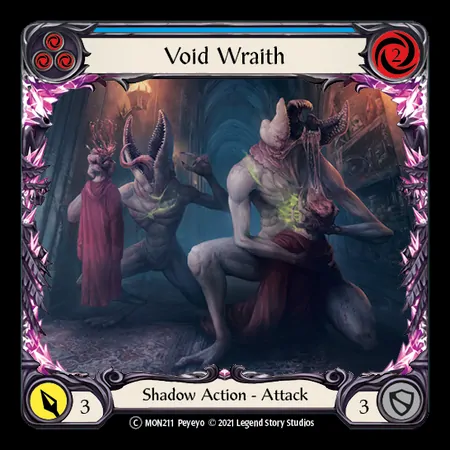 Void Wraith
2
Shadow Action - Attack
3
3
Ⓒ MON211 Peyeyo © 2021 Legend Story Studios